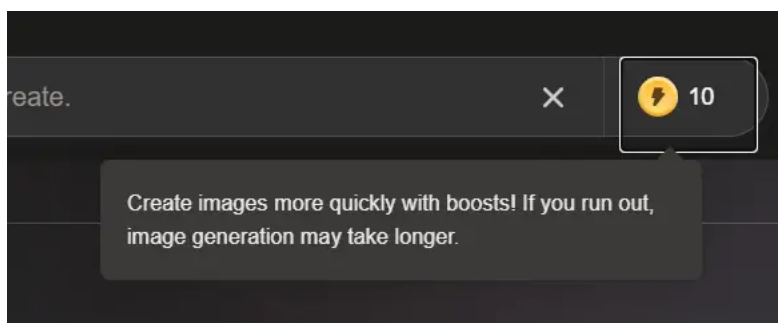 reate.
10
Create images more quickly with boosts! If you run out,
image generation may take longer.